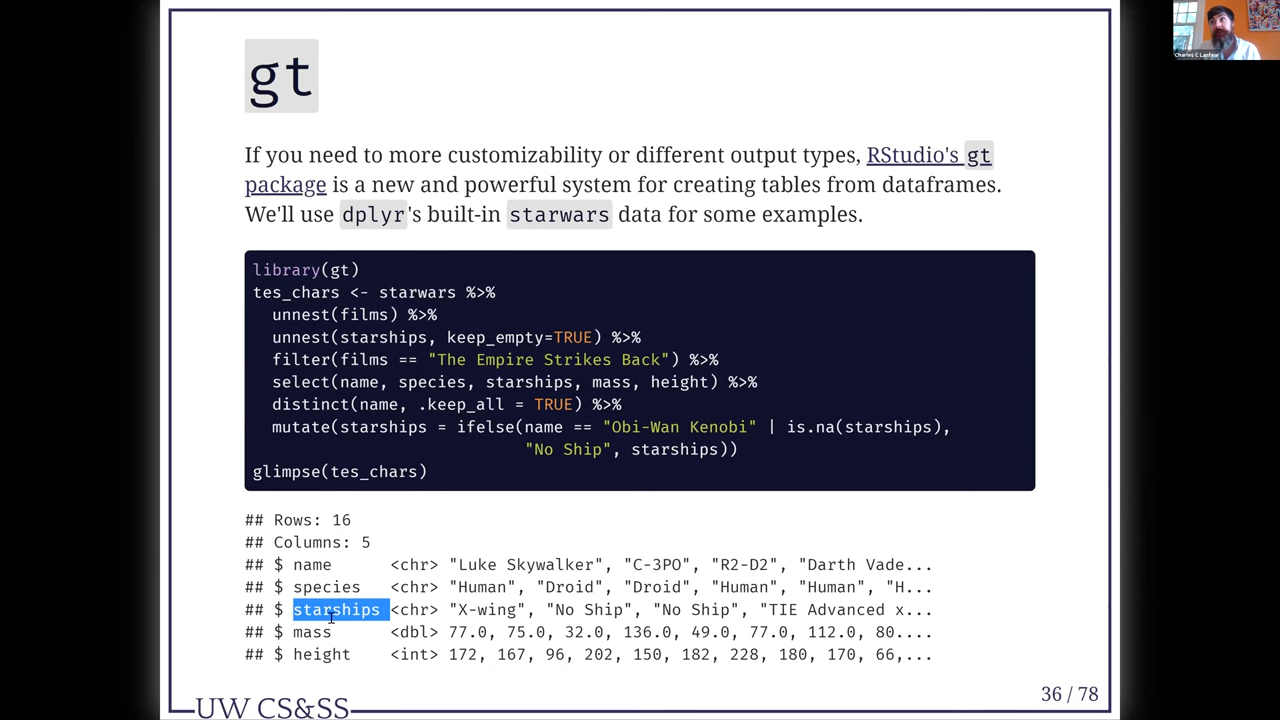 gt
If you need to more customizability or different output types, RStudio's gt
package is a new and powerful system for creating tables from dataframes.
We'll use dplyr's built-in starwars data for some examples.
library(gt)
tes_chars <- starwars %>%
  unnest(films) %>%
  unnest(starships, keep_empty=TRUE) %>%
  filter(films == "The Empire Strikes Back") %>%
  select(name, species, starships, mass, height) %>%
  distinct(name, .keep_all = TRUE) %>%
  mutate(starships = ifelse(name == "Obi-Wan Kenobi" | is.na(starships),
                            "No Ship", starships))
glimpse(tes_chars)
## Rows: 16
## Columns: 5
## $ name      <chr> "Luke Skywalker", "C-3PO", "R2-D2", "Darth Vade...
## $ species   <chr> "Human", "Droid", "Droid", "Human", "Human", "H...
## $ starships <chr> "X-wing", "No Ship", "No Ship", "TIE Advanced x...
## $ mass      <dbl> 77.0, 75.0, 32.0, 136.0, 49.0, 77.0, 112.0, 80....
## $ height    <int> 172, 167, 96, 202, 150, 182, 228, 180, 170, 66,...
UW CS&SS
36 / 78
Charles C Lanfear